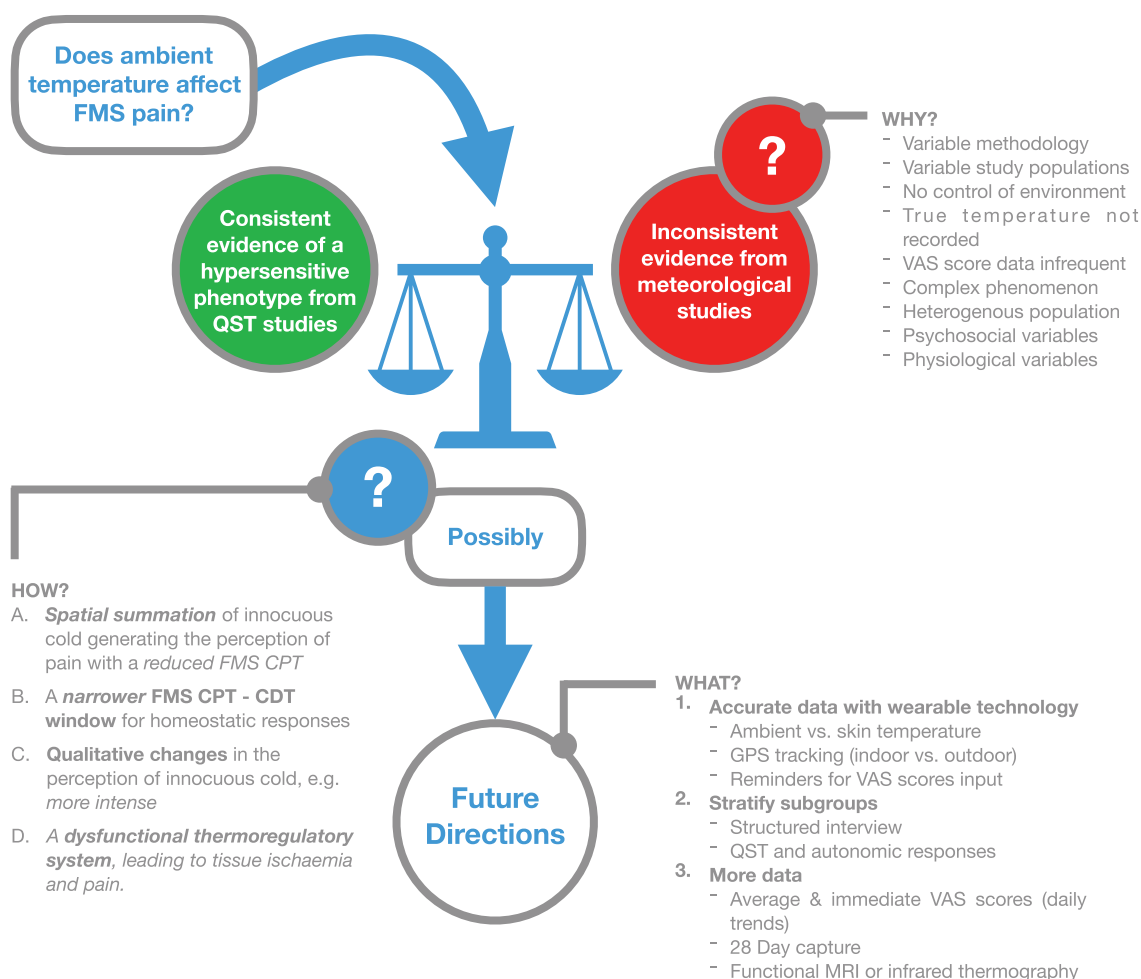 Does ambient
temperature affect
FMS pain?
Consistent
evidence of a
hypersensitive
phenotype from
QST studies
?
Inconsistent
evidence from
meteorological
studies
WHY?
- Variable methodology
- Variable study populations
- No control of environment
- True temperature not
recorded
- VAS score data infrequent
- Complex phenomenon
- Heterogenous population
- Psychosocial variables
- Physiological variables
?
Possibly
HOW?
A. Spatial summation of innocuous
cold generating the perception of
pain with a reduced FMS CPT
B. A narrower FMS CPT - CDT
window for homeostatic responses
C. Qualitative changes in the
perception of innocuous cold, e.g.
more intense
D. A dysfunctional thermoregulatory
system, leading to tissue ischaemia
and pain.
Future
Directions
WHAT?
1. Accurate data with wearable technology
- Ambient vs. skin temperature
- GPS tracking (indoor vs. outdoor)
- Reminders for VAS scores input
2. Stratify subgroups
- Structured interview
- QST and autonomic responses
3. More data
- Average & immediate VAS scores (daily
trends)
- 28 Day capture
- Functional MRI or infrared thermography